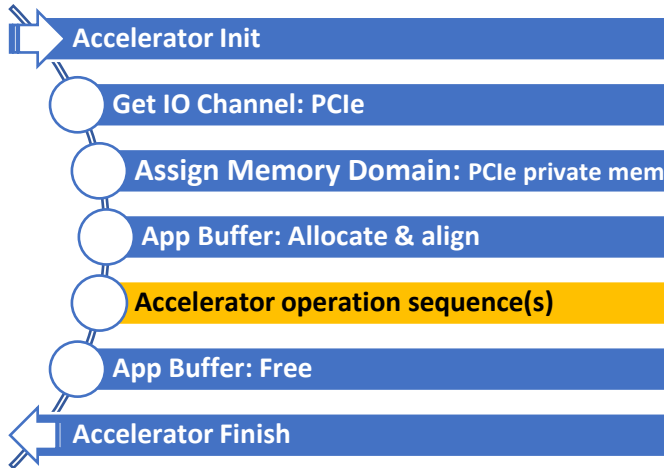 Accelerator Init
Get IO Channel: PCIe
Assign Memory Domain: PCIe private mem
App Buffer: Allocate & align
Accelerator operation sequence(s)
App Buffer: Free
Accelerator Finish